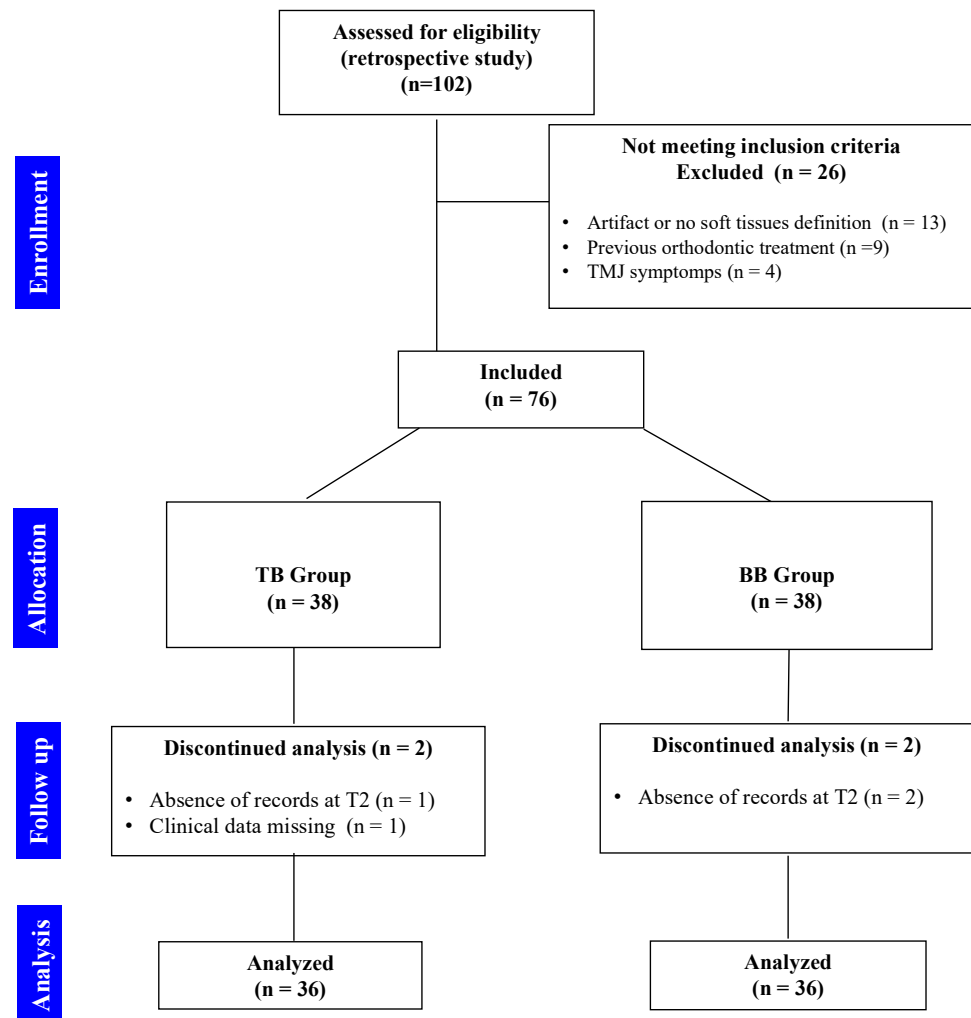 Assessed for eligibility
(retrospective study)
(n=102)
Enrollment
Not meeting inclusion criteria
Excluded (n = 26)
• Artifact or no soft tissues definition (n = 13)
• Previous orthodontic treatment (n =9)
• TMJ symptomps (n = 4)
Included
(n = 76)
Allocation
TB Group
(n = 38)
BB Group
(n = 38)
Follow up
Discontinued analysis (n = 2)
• Absence of records at T2 (n = 1)
• Clinical data missing (n = 1)
Discontinued analysis (n = 2)
• Absence of records at T2 (n = 2)
Analysis
Analyzed
(n = 36)
Analyzed
(n = 36)